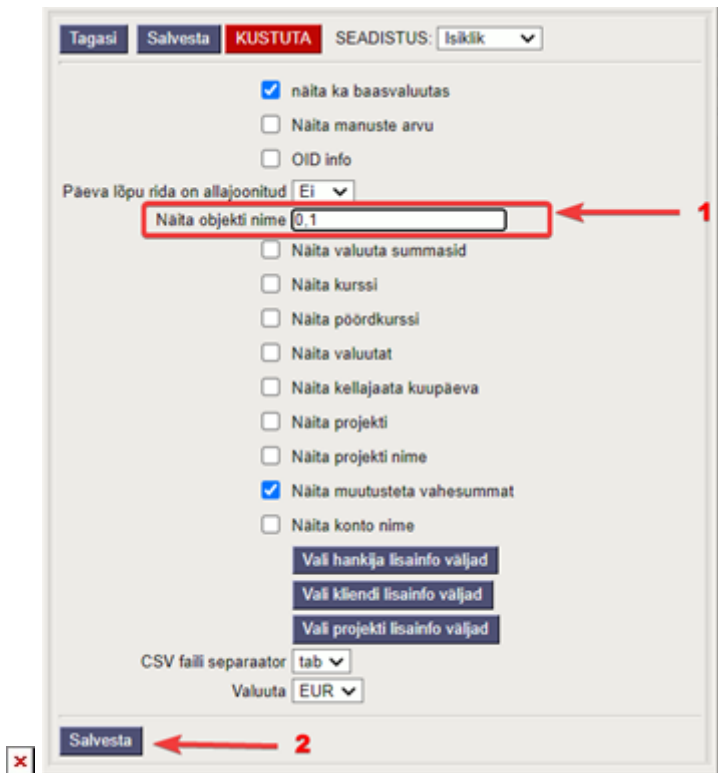 Tagasi Salvesta KUSTUTA SEADISTUS: Isiklik
näita ka baasvaluutas
Näita manuste arvu
OID info
Päeva lõpu rida on allajoonitud Ei
Näita objekti nime 0,1 1
Näita valuuta summasid
Näita kurssi
Näita pöördkurssi
Näita valuutat
Näita kellajaata kuupäeva
Näita projekti
Näita projekti nime
Näita muutusteta vahesummat
Näita konto nime
Vali hankija lisainfo väljad
Vali kliendi lisainfo väljad
Vali projekti lisainfo väljad
CSV faili separaator tab
Valuuta EUR
Salvesta 2